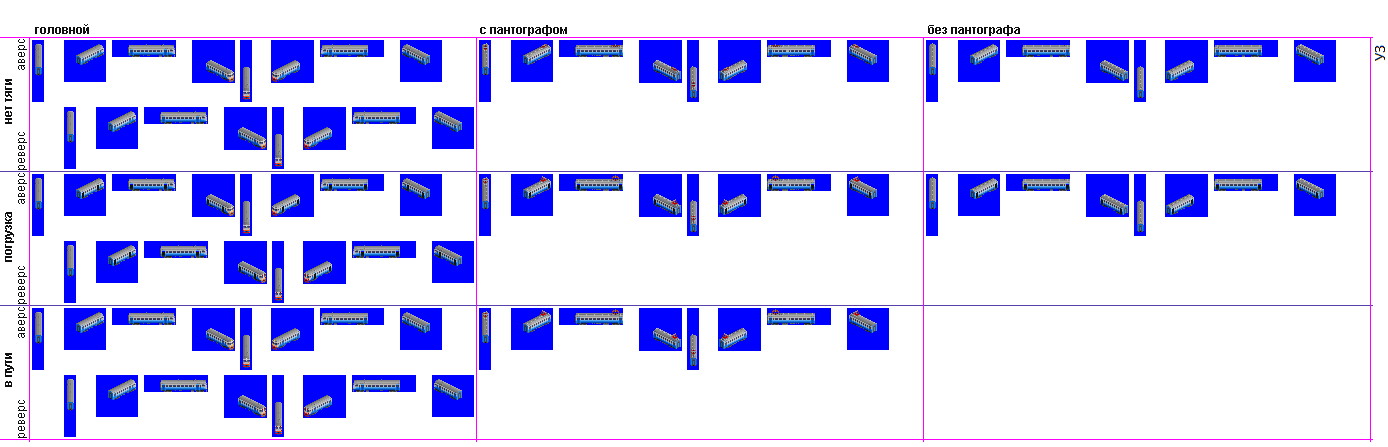 головной
с пантографом
без пантографа
УЗ
нет тяги
аверс
реверс
погрузка
аверс
реверс
в пути
аверс
реверс